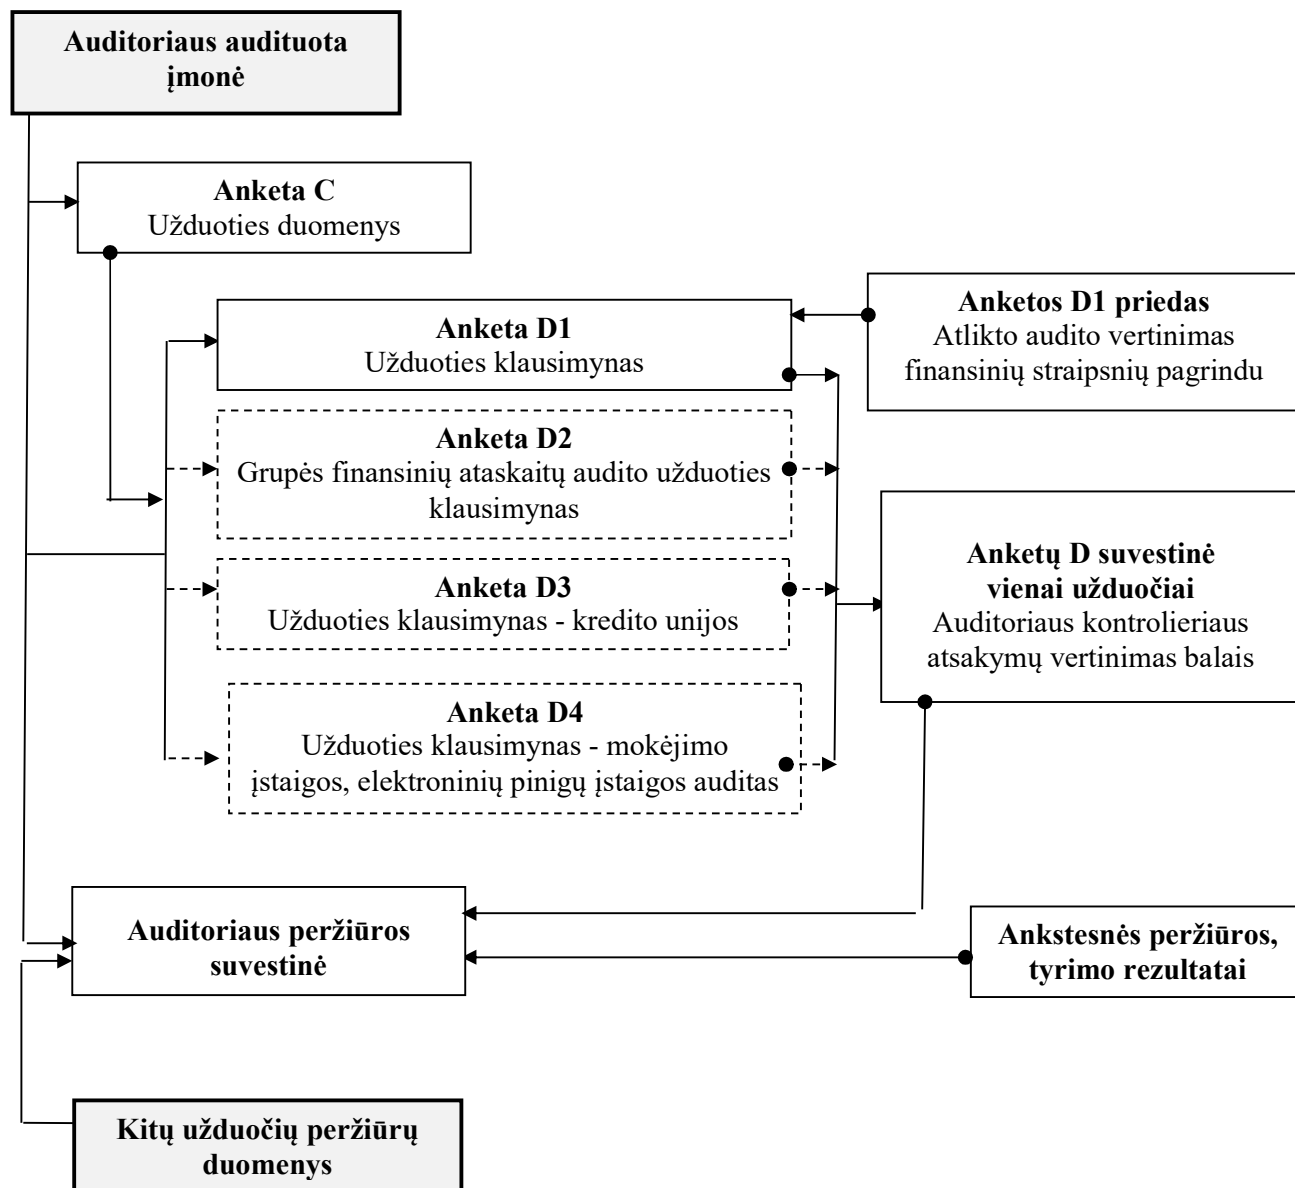 Auditoriaus audituota
įmonė
Anketa C
Užduoties duomenys
Anketa D1
Užduoties klausimynas
Anketos D1 priedas
Atlikto audito vertinimas
finansinių straipsnių pagrindu
Anketa D2
Grupės finansinių ataskaitų audito užduoties
klausimynas
Anketa D3
Užduoties klausimynas - kredito unijos
Anketų D suvestinė
vienai užduočiai
Auditoriaus kontrolieriaus
atsakymų vertinimas balais
Anketa D4
Užduoties klausimynas - mokėjimo
įstaigos, elektroninių pinigų įstaigos auditas
Auditoriaus peržiūros
suvestinė
Ankstesnės peržiūros,
tyrimo rezultatai
Kitų užduočių peržiūrų
duomenys